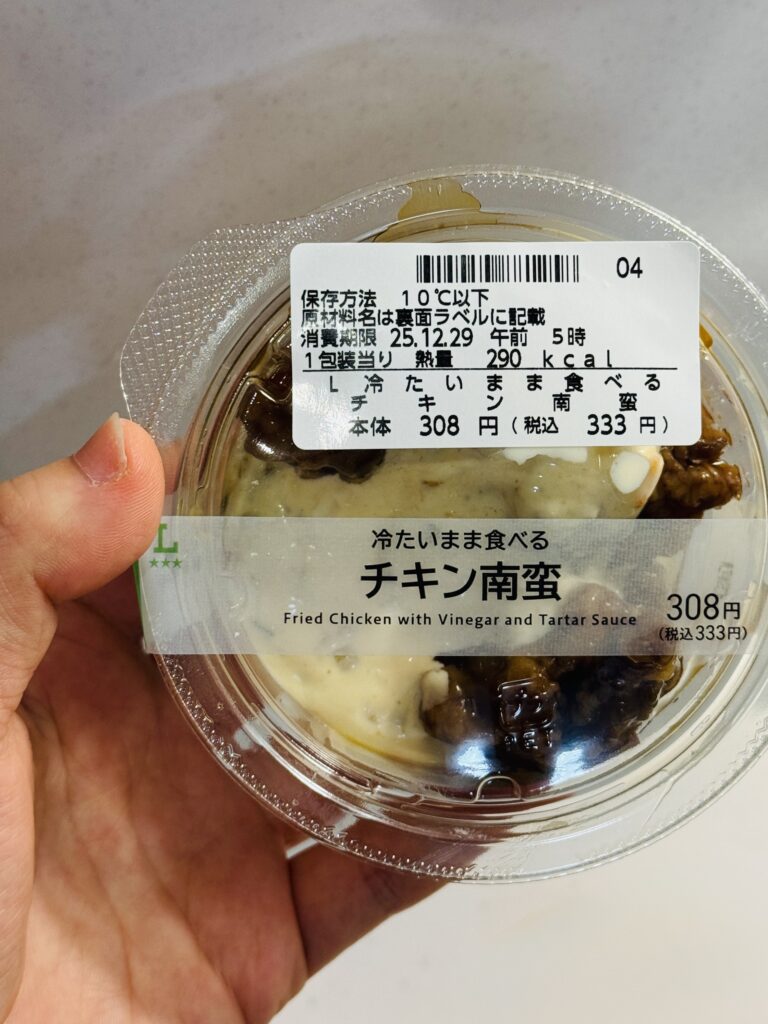 04
保存方法 10℃以下
原材料名は裏面ラベルに記載
消費期限 25.12.29 午前 5時
1包装当り 熱量 290 kcal
L冷たいまま食べる
チキン南蛮
本体 308 円(税込 333 円)
L
★★★
冷たいまま食べる
チキン南蛮
Fried Chicken with Vinegar and Tartar Sauce
308円
(税込333円)